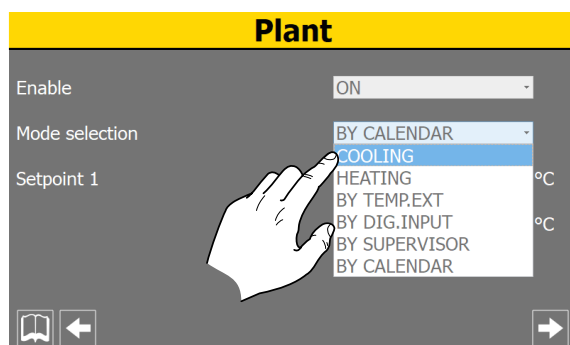 Plant
Enable ON
Mode selection BY CALENDAR
COOLING
Setpoint 1 HEATING °C
BY TEMP.EXT
BY DIG.INPUT °C
BY SUPERVISOR
BY CALENDAR